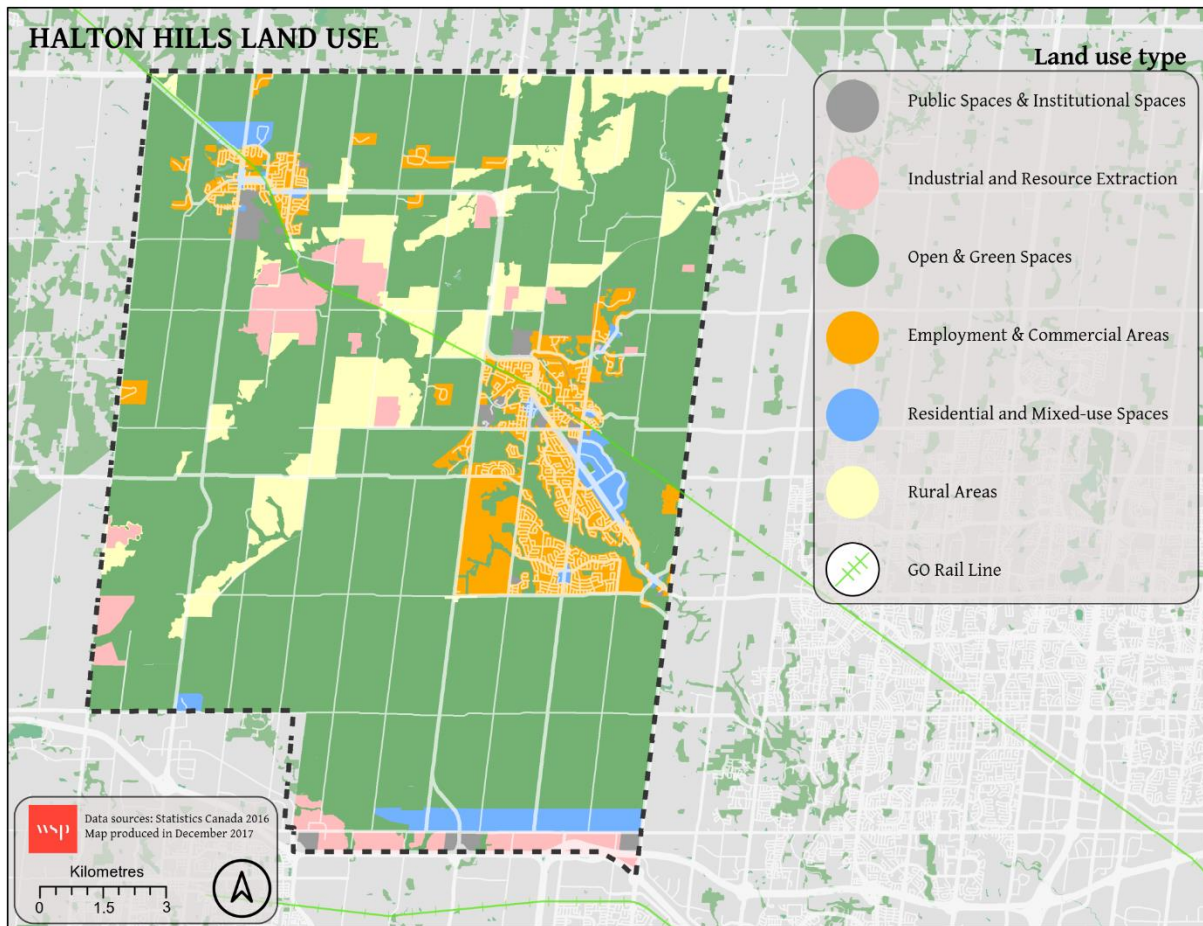 HALTON HILLS LAND USE
Land use type
Public Spaces & Institutional Spaces
Industrial and Resource Extraction
Open & Green Spaces
Employment & Commercial Areas
Residential and Mixed-use Spaces
Rural Areas
GO Rail Line
wsp
Data sources: Statistics Canada 2016
Map produced in December 2017
Kilometres
0 1.5 3